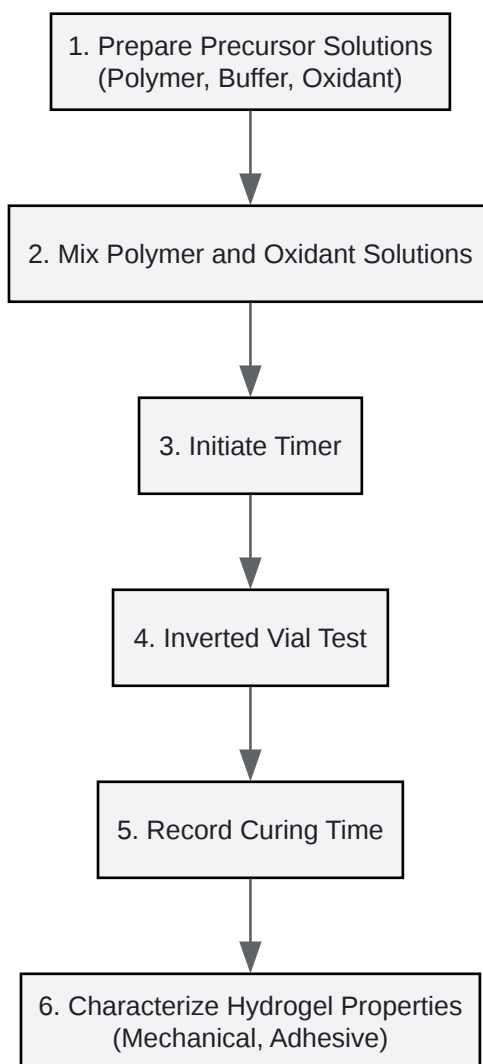 1. Prepare Precursor Solutions
(Polymer, Buffer, Oxidant)
2. Mix Polymer and Oxidant Solutions
3. Initiate Timer
4. Inverted Vial Test
5. Record Curing Time
6. Characterize Hydrogel Properties
(Mechanical, Adhesive)